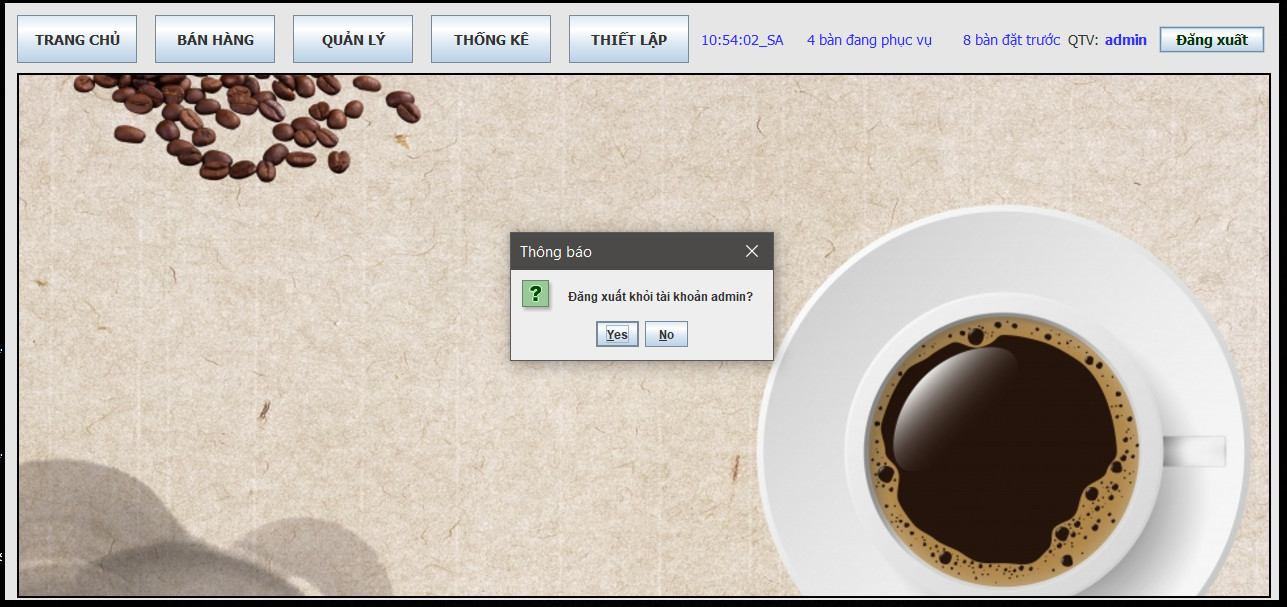 TRANG CHỦ BÁN HÀNG QUẢN LÝ THỐNG KÊ THIẾT LẬP 10:54:02_SA 4 bàn đang phục vụ 8 bàn đặt trước QTV: admin Đăng xuất
Thông báo
? Đăng xuất khỏi tài khoản admin?
Yes No